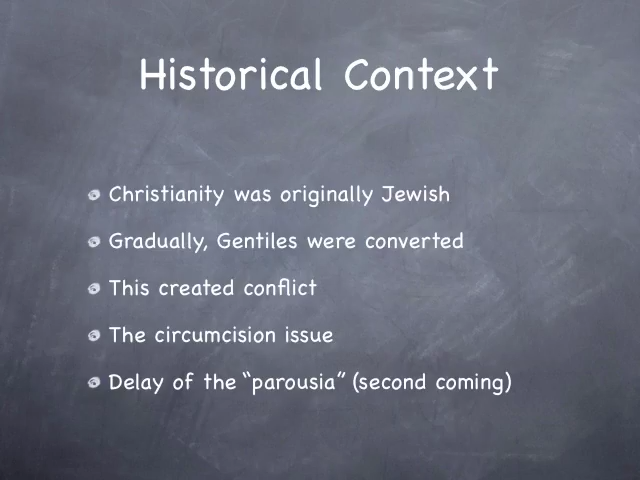 Historical Context
Christianity was originally Jewish
Gradually, Gentiles were converted
This created conflict
The circumcision issue
Delay of the “parousia” (second coming)